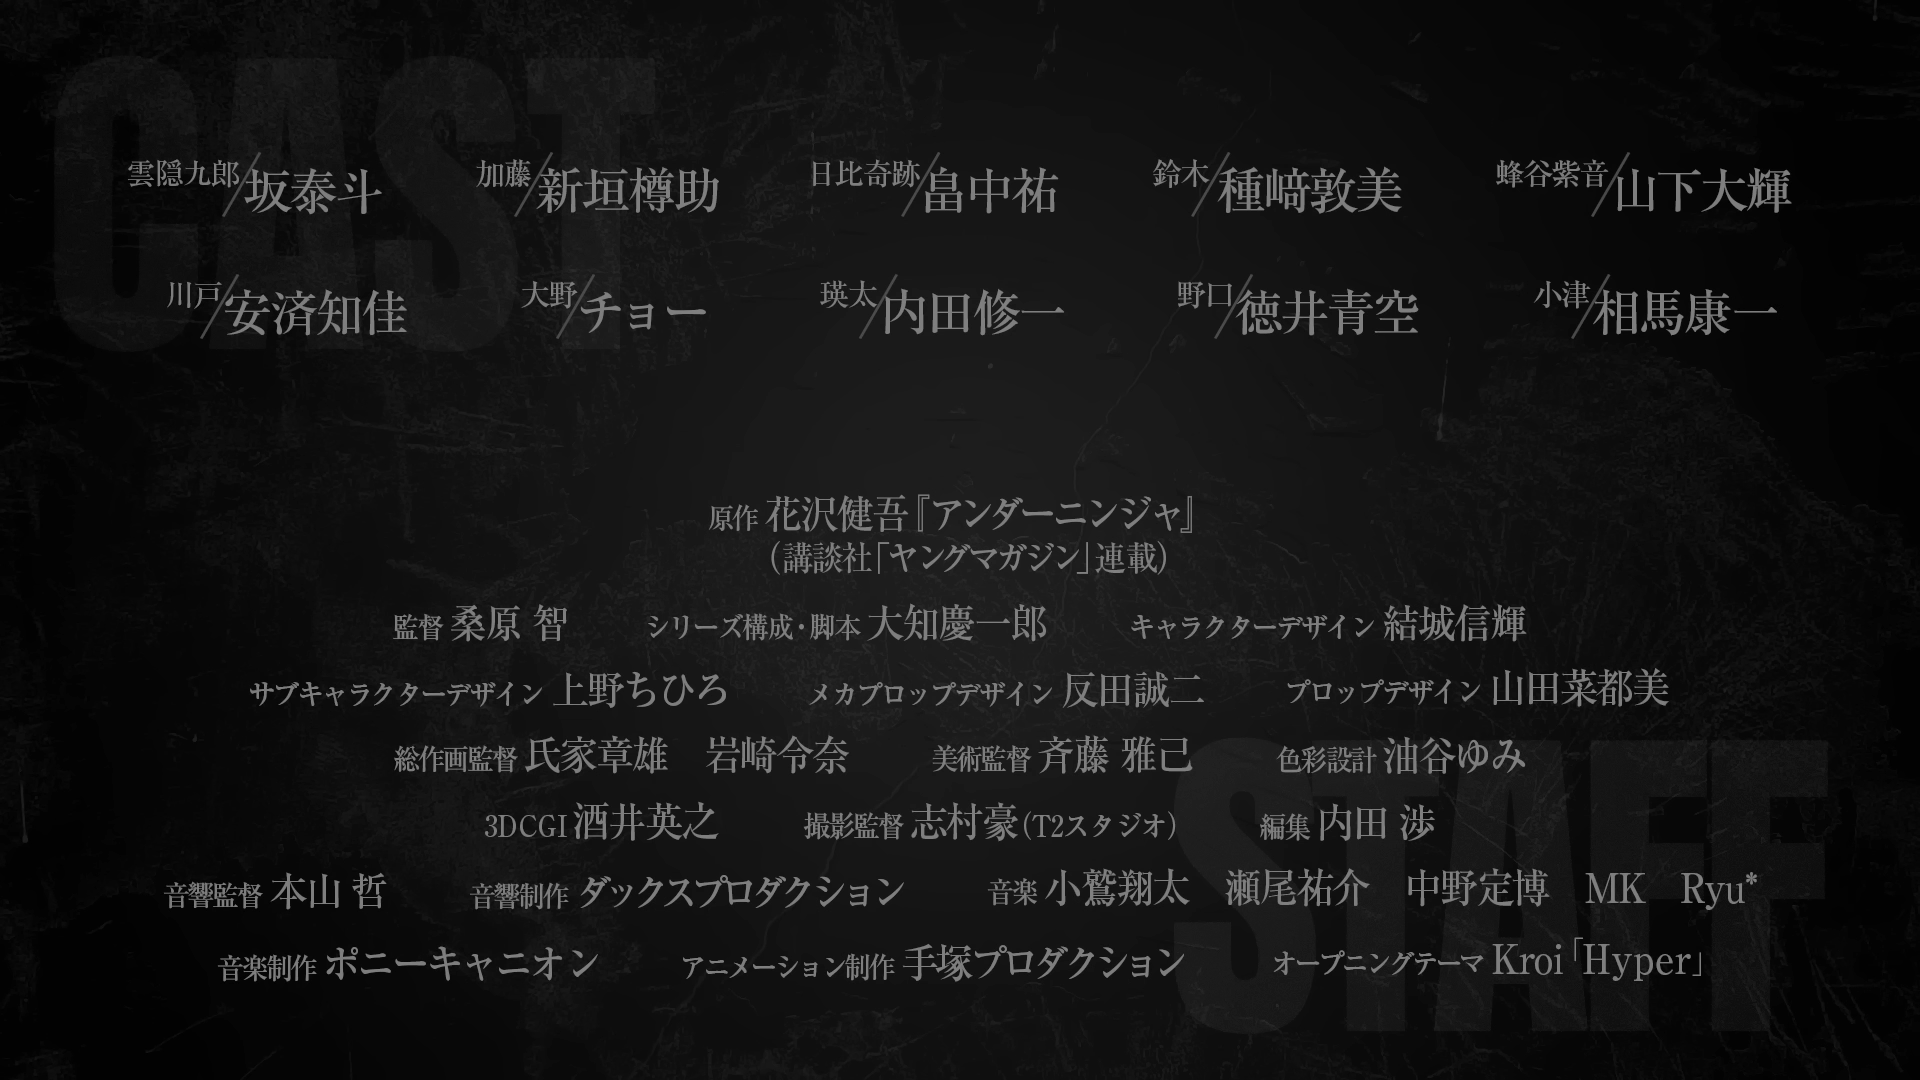 CAST
雲隠九郎/坂泰斗 加藤/新垣樽助 日比奇跡/畠中祐 鈴木/種﨑敦美 蜂谷紫音/山下大輝
川戸/安済知佳 大野/チョー 瑛太/内田修一 野口/徳井青空 小津/相馬康一
原作 花沢健吾『アンダーニンジャ』
(講談社「ヤングマガジン」連載)
監督 桑原 智 シリーズ構成・脚本 大知慶一郎 キャラクターデザイン 結城信輝
サブキャラクターデザイン 上野ちひろ メカプロップデザイン 反田誠二 プロップデザイン 山田菜都美
総作画監督 氏家章雄 岩崎令奈 美術監督 斉藤 雅己 色彩設計 油谷ゆみ
3DCGI 酒井英之 撮影監督 志村豪(T2スタジオ) 編集 内田 渉
音響監督 本山 哲 音響制作 ダックスプロダクション 音楽 小鷲翔太 瀬尾祐介 中野定博 MK Ryu*
音楽制作 ポニーキャニオン アニメーション制作 手塚プロダクション オープニングテーマ Kroi「Hyper」
STAFF